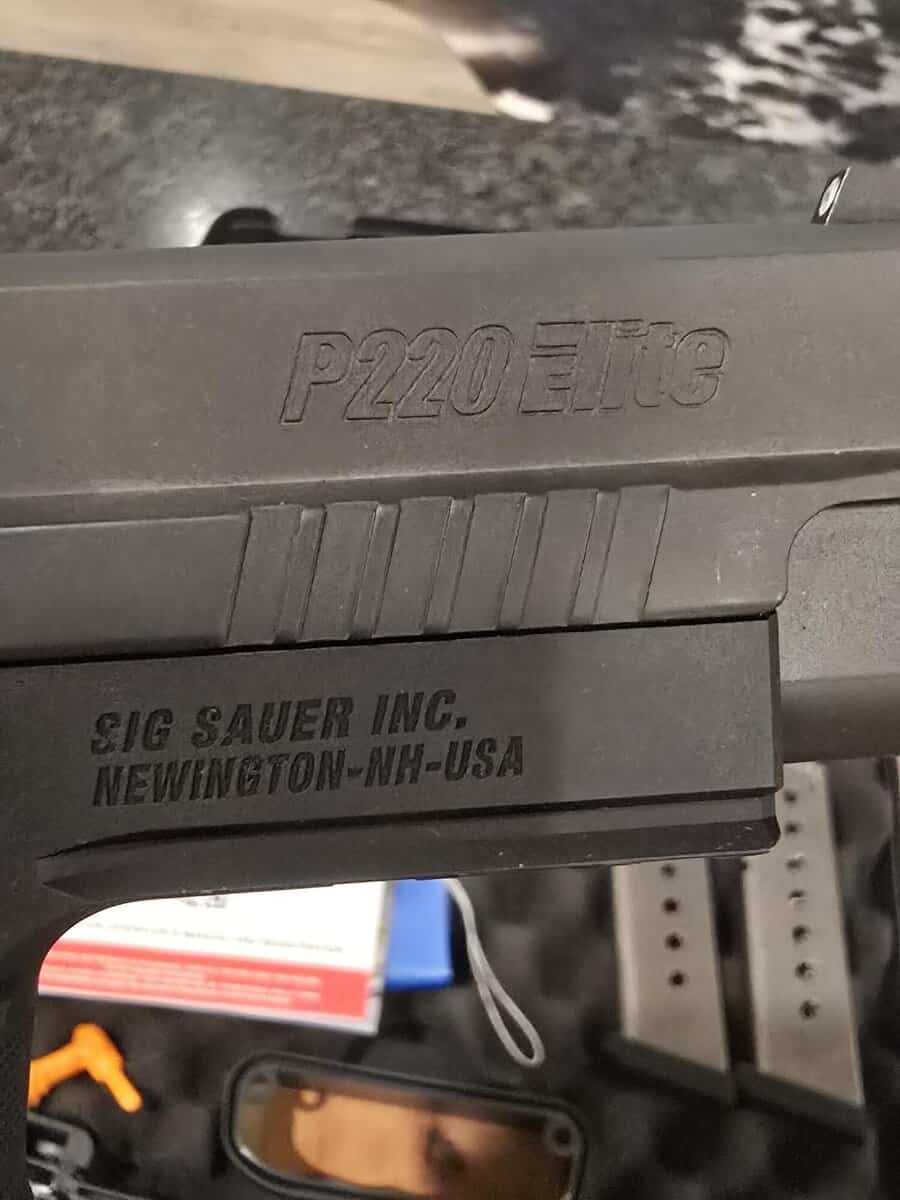 P220 Elite
SIG SAUER INC.
NEWINGTON-NH-USA